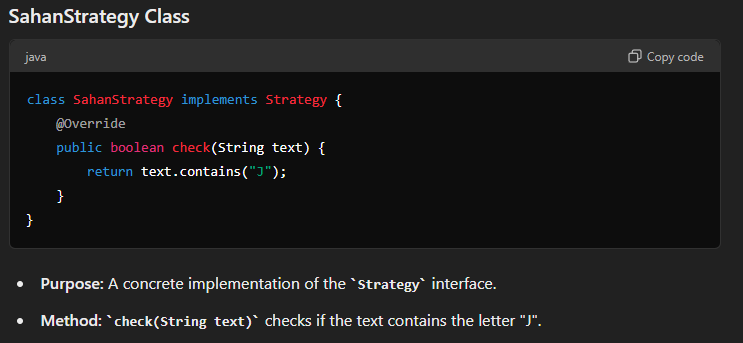 SahanStrategy Class
java
Copy code
class SahanStrategy implements Strategy {
    @Override
    public boolean check(String text) {
        return text.contains("J");
    }
}
• Purpose: A concrete implementation of the `Strategy` interface.
• Method: `check(String text)` checks if the text contains the letter "J".